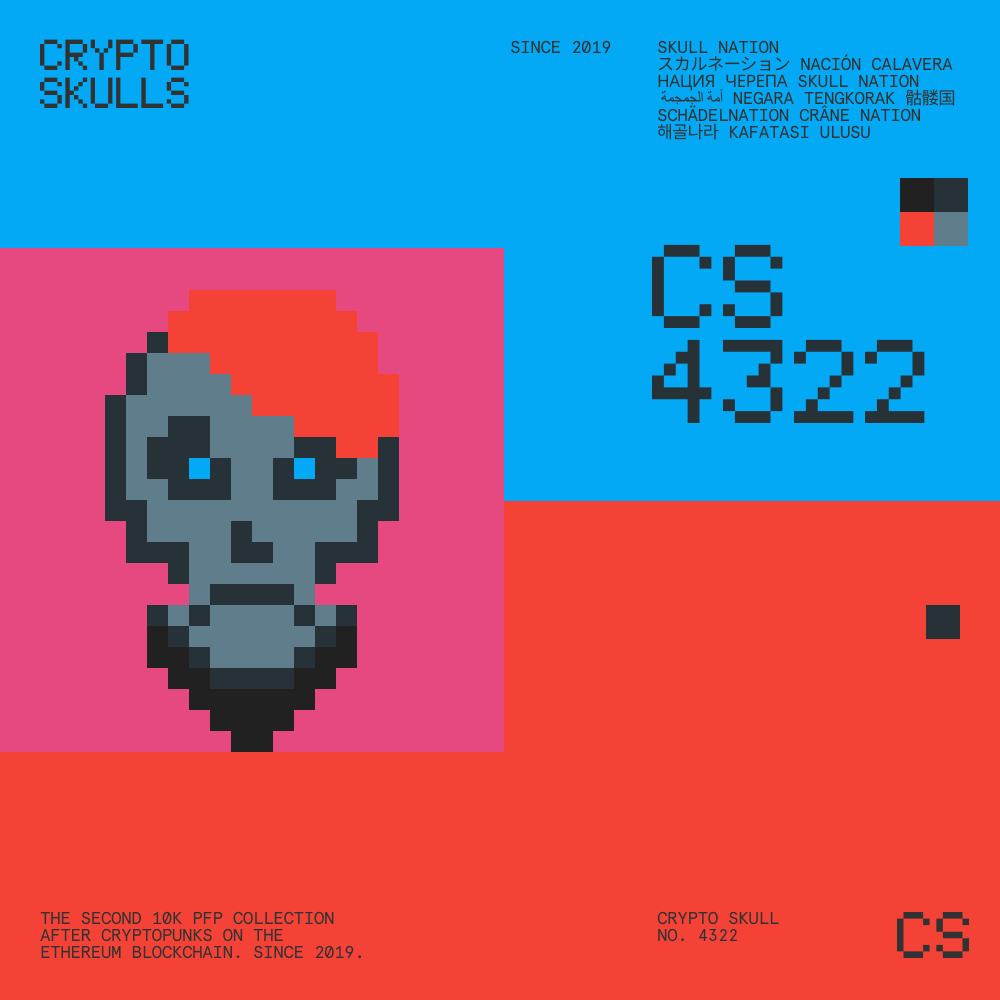 CRYPTO
SKULLS
SINCE 2019
SKULL NATION
スカルネーション NACIÓN CALAVERA
НАЦИЯ ЧЕРЕПА SKULL NATION
أمة الجمجمة NEGARA TENGKORAK 骷髅国
SCHÄDELNATION CRÂNE NATION
해골나라 KAFATASI ULUSU
CS
4322
THE SECOND 10K PFP COLLECTION
AFTER CRYPTOPUNKS ON THE
ETHEREUM BLOCKCHAIN. SINCE 2019.
CRYPTO SKULL
NO. 4322
CS